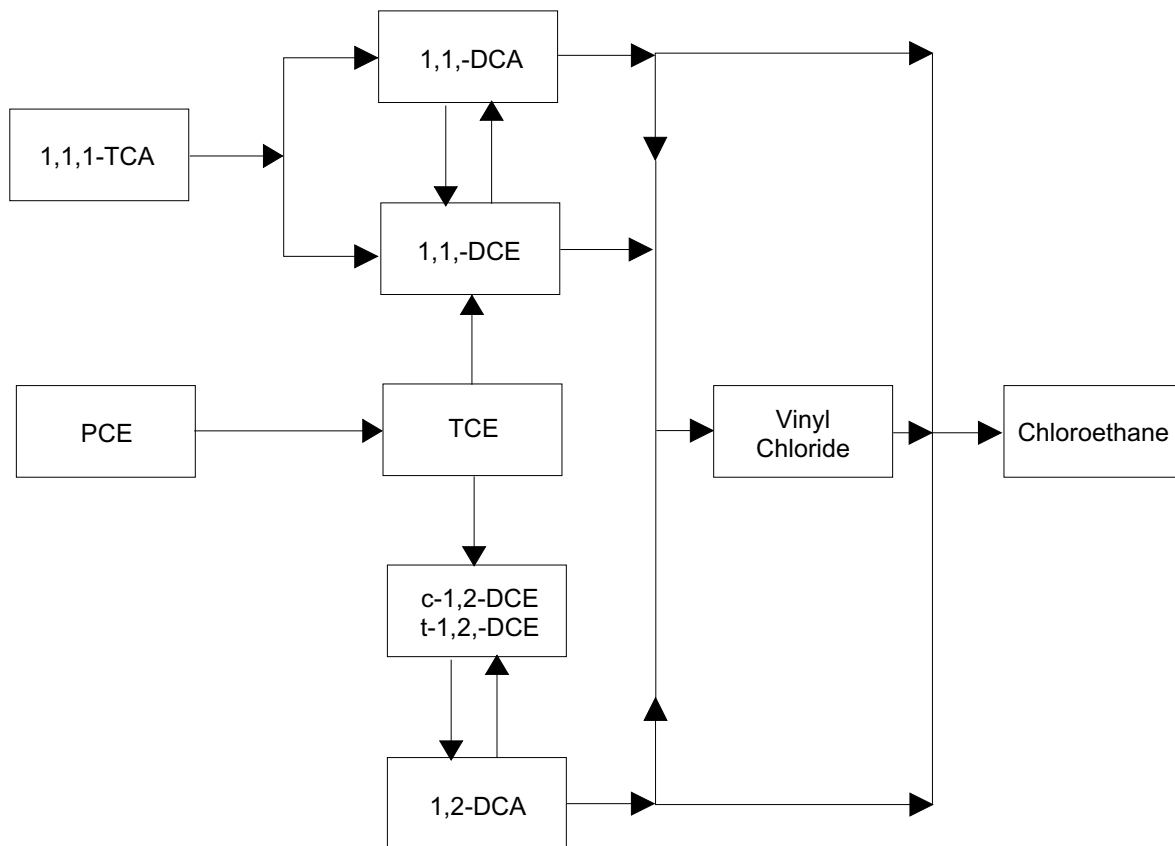 1,1,-DCA
1,1,1-TCA
1,1,-DCE
PCE
TCE
Vinyl
Chloride
Chloroethane
c-1,2-DCE
t-1,2,-DCE
1,2-DCA